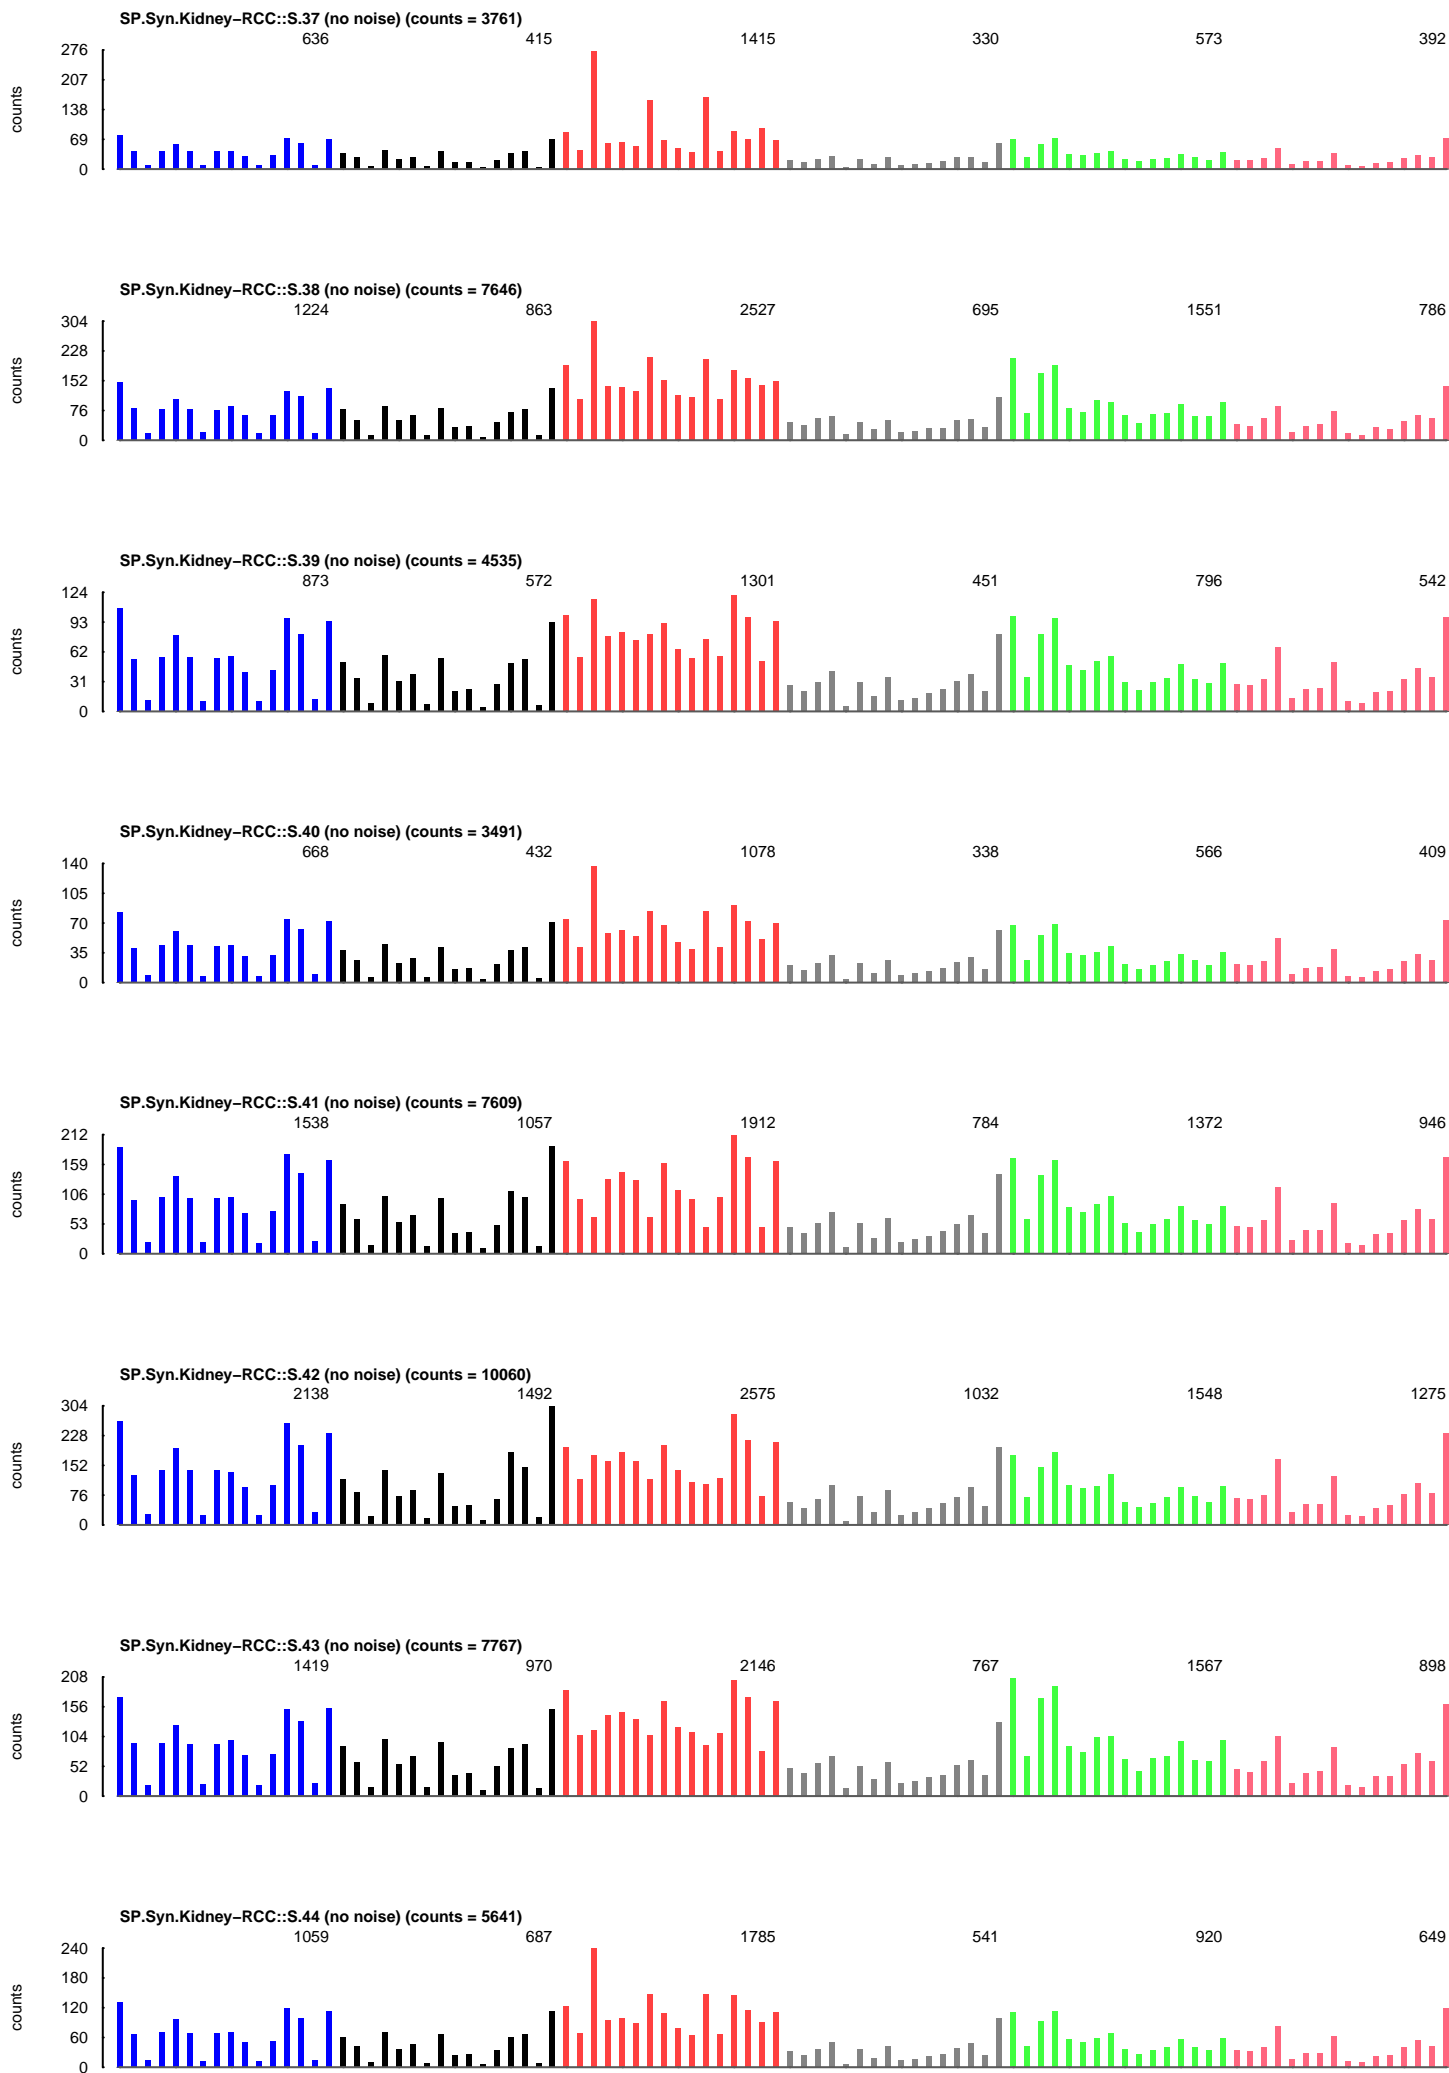 SP.Syn.Kidney−RCC::S.37 (no noise) (counts = 3761)
636 415 1415 330 573 392
276
207
138
69
0
counts
SP.Syn.Kidney−RCC::S.38 (no noise) (counts = 7646)
1224 863 2527 695 1551 786
304
228
152
76
0
counts
SP.Syn.Kidney−RCC::S.39 (no noise) (counts = 4535)
873 572 1301 451 796 542
124
93
62
31
0
counts
SP.Syn.Kidney−RCC::S.40 (no noise) (counts = 3491)
668 432 1078 338 566 409
140
105
70
35
0
counts
SP.Syn.Kidney−RCC::S.41 (no noise) (counts = 7609)
1538 1057 1912 784 1372 946
212
159
106
53
0
counts
SP.Syn.Kidney−RCC::S.42 (no noise) (counts = 10060)
2138 1492 2575 1032 1548 1275
304
228
152
76
0
counts
SP.Syn.Kidney−RCC::S.43 (no noise) (counts = 7767)
1419 970 2146 767 1567 898
208
156
104
52
0
counts
SP.Syn.Kidney−RCC::S.44 (no noise) (counts = 5641)
1059 687 1785 541 920 649
240
180
120
60
0
counts